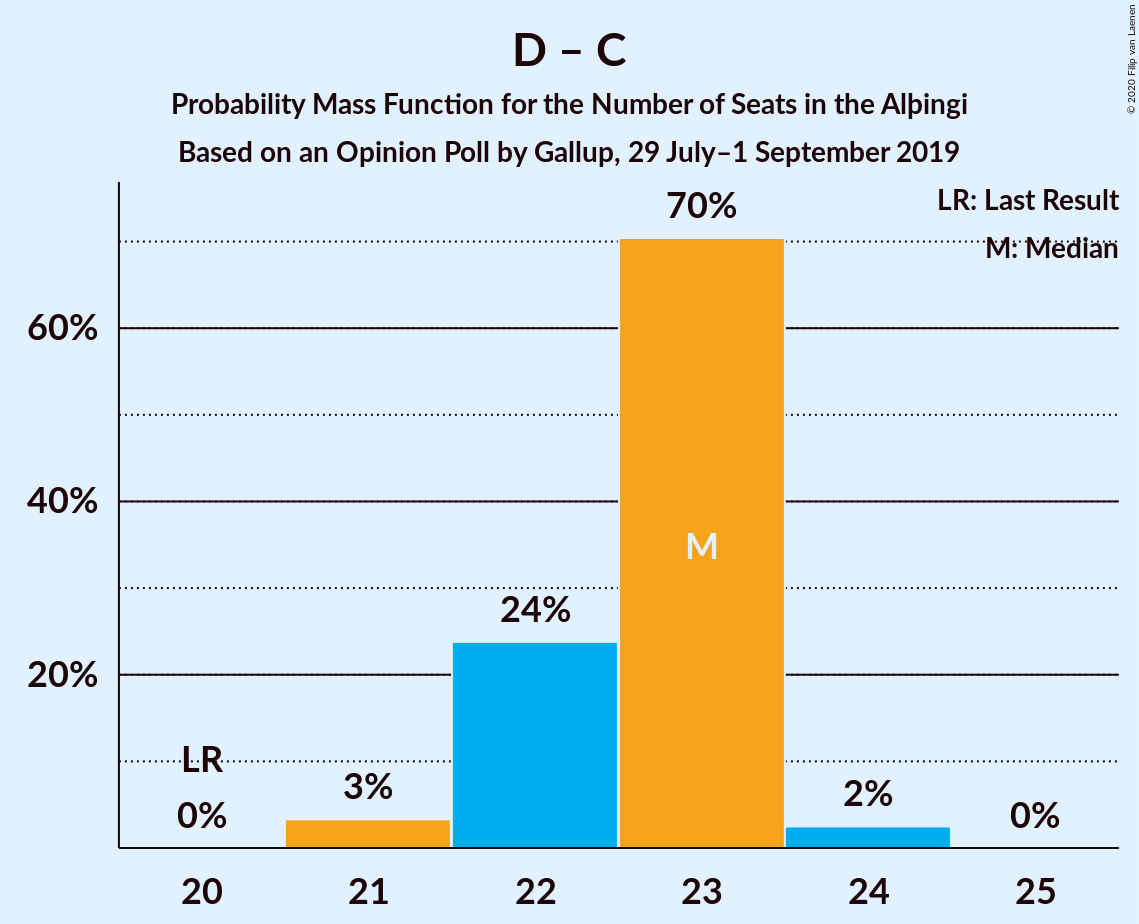 D – C
Probability Mass Function for the Number of Seats in the Alþingi
Based on an Opinion Poll by Gallup, 29 July–1 September 2019
© 2020 Filip van Laenen
LR: Last Result
M: Median
70%
60%
40%
M
24%
20%
LR
0%
3%
2%
0%
20 21 22 23 24 25